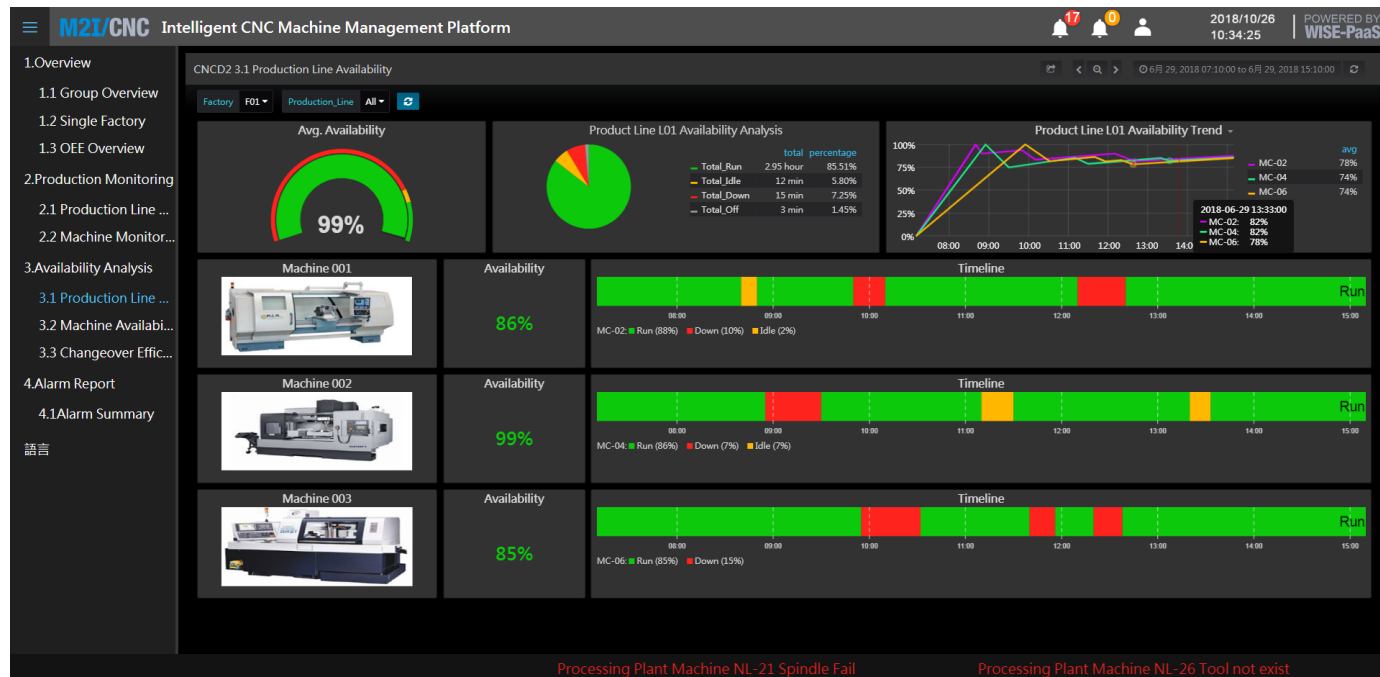 M2I/CNC Intelligent CNC Machine Management Platform
17
0
2018/10/26
10:34:25
POWERED BY
WISE-PaaS
1.Overview
1.1 Group Overview
1.2 Single Factory
1.3 OEE Overview
2.Production Monitoring
2.1 Production Line ...
2.2 Machine Monitor...
3.Availability Analysis
3.1 Production Line ...
3.2 Machine Availabi...
3.3 Changeover Effic...
4.Alarm Report
4.1Alarm Summary
語言
CNCD2 3.1 Production Line Availability
6月 29, 2018 07:10:00 to 6月 29, 2018 15:10:00
Factory F01 Production_Line All
Avg. Availability
99%
Product Line L01 Availability Analysis
total percentage
Total_Run 2.95 hour 85.51%
Total_Idle 12 min 5.80%
Total_Down 15 min 7.25%
Total_Off 3 min 1.45%
Product Line L01 Availability Trend
100%
75%
50%
25%
0%
08:00 09:00 10:00 11:00 12:00 13:00 14:0
avg
MC-02 78%
MC-04 74%
MC-06 74%
2018-06-29 13:33:00
MC-02: 82%
MC-04: 82%
MC-06: 78%
Machine 001
Availability
86%
Timeline
Run
08:00 09:00 10:00 11:00 12:00 13:00 14:00 15:00
MC-02: Run (88%) Down (10%) Idle (2%)
Machine 002
Availability
99%
Timeline
Run
08:00 09:00 10:00 11:00 12:00 13:00 14:00 15:00
MC-04: Run (86%) Down (7%) Idle (7%)
Machine 003
Availability
85%
Timeline
Run
08:00 09:00 10:00 11:00 12:00 13:00 14:00 15:00
MC-06: Run (85%) Down (15%)
Processing Plant Machine NL-21 Spindle Fail
Processing Plant Machine NL-26 Tool not exist